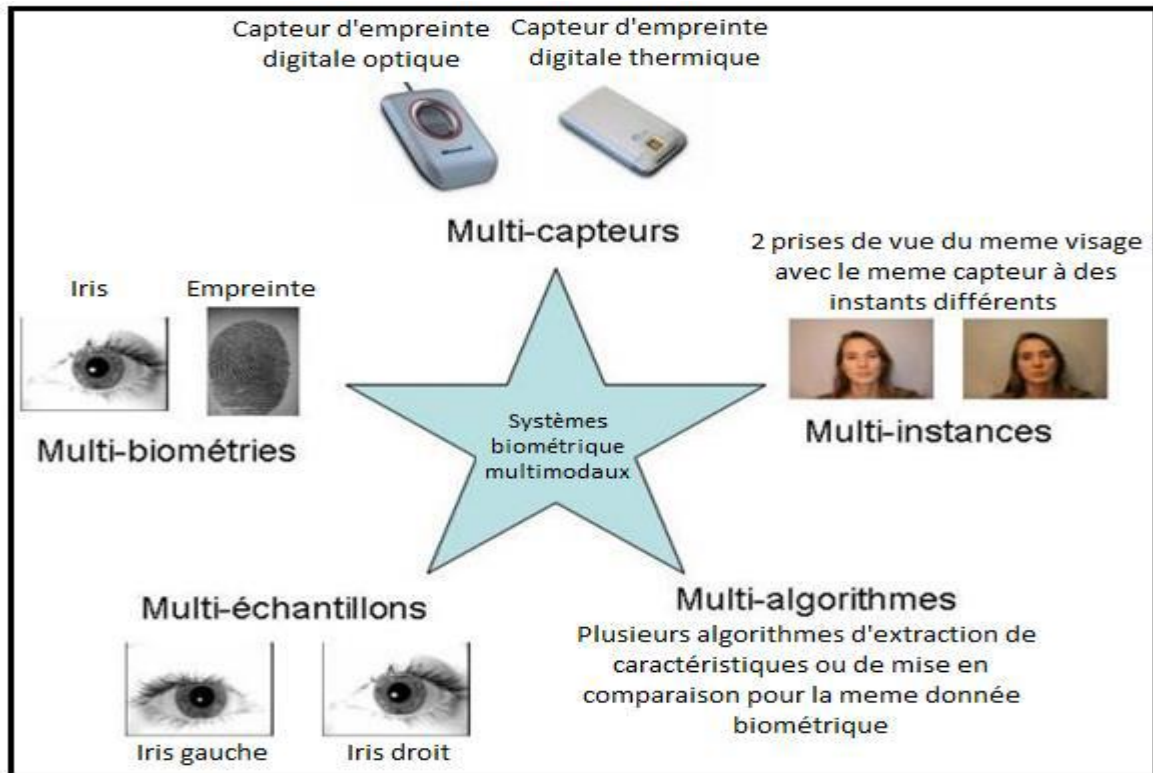 Capteur d'empreinte
digitale optique
Capteur d'empreinte
digitale thermique
Multi-capteurs
2 prises de vue du meme visage
avec le meme capteur à des
instants différents
Multi-instances
Iris
Empreinte
Multi-biométries
Systèmes
biométrique
multimodaux
Multi-échantillons
Iris gauche
Iris droit
Multi-algorithmes
Plusieurs algorithmes d'extraction de
caractéristiques ou de mise en
comparaison pour la meme donnée
biométrique